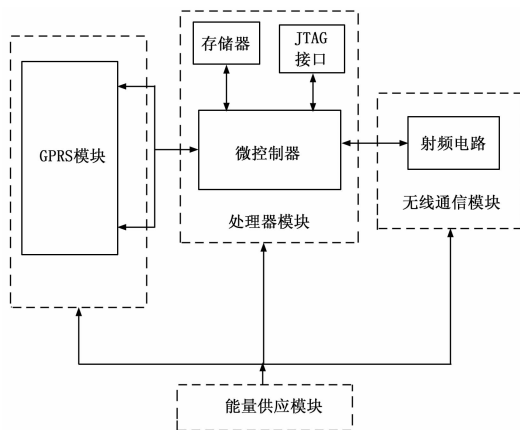 存储器
JTAG
接口
GPRS模块
微控制器
射频电路
处理器模块
无线通信模块
能量供应模块